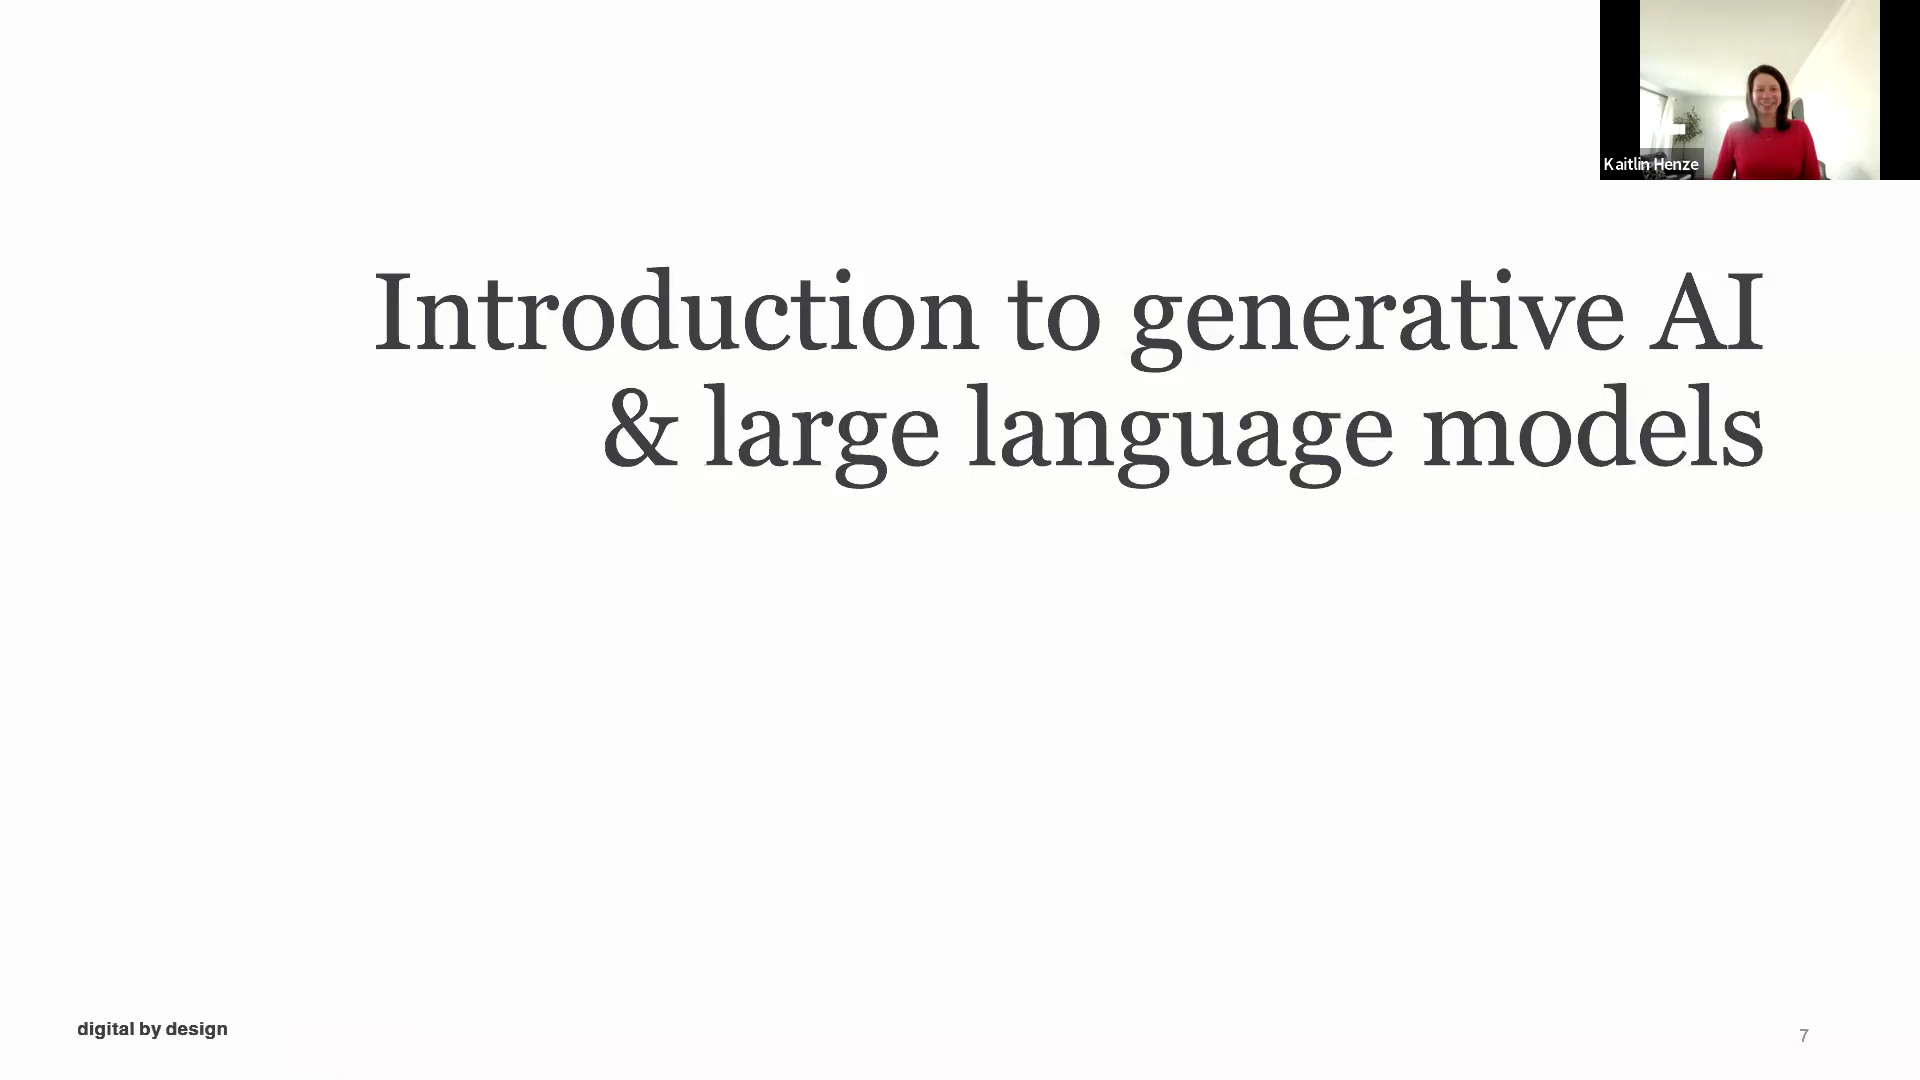 Kaitlin Henze
Introduction to generative AI
& large language models
digital by design
7